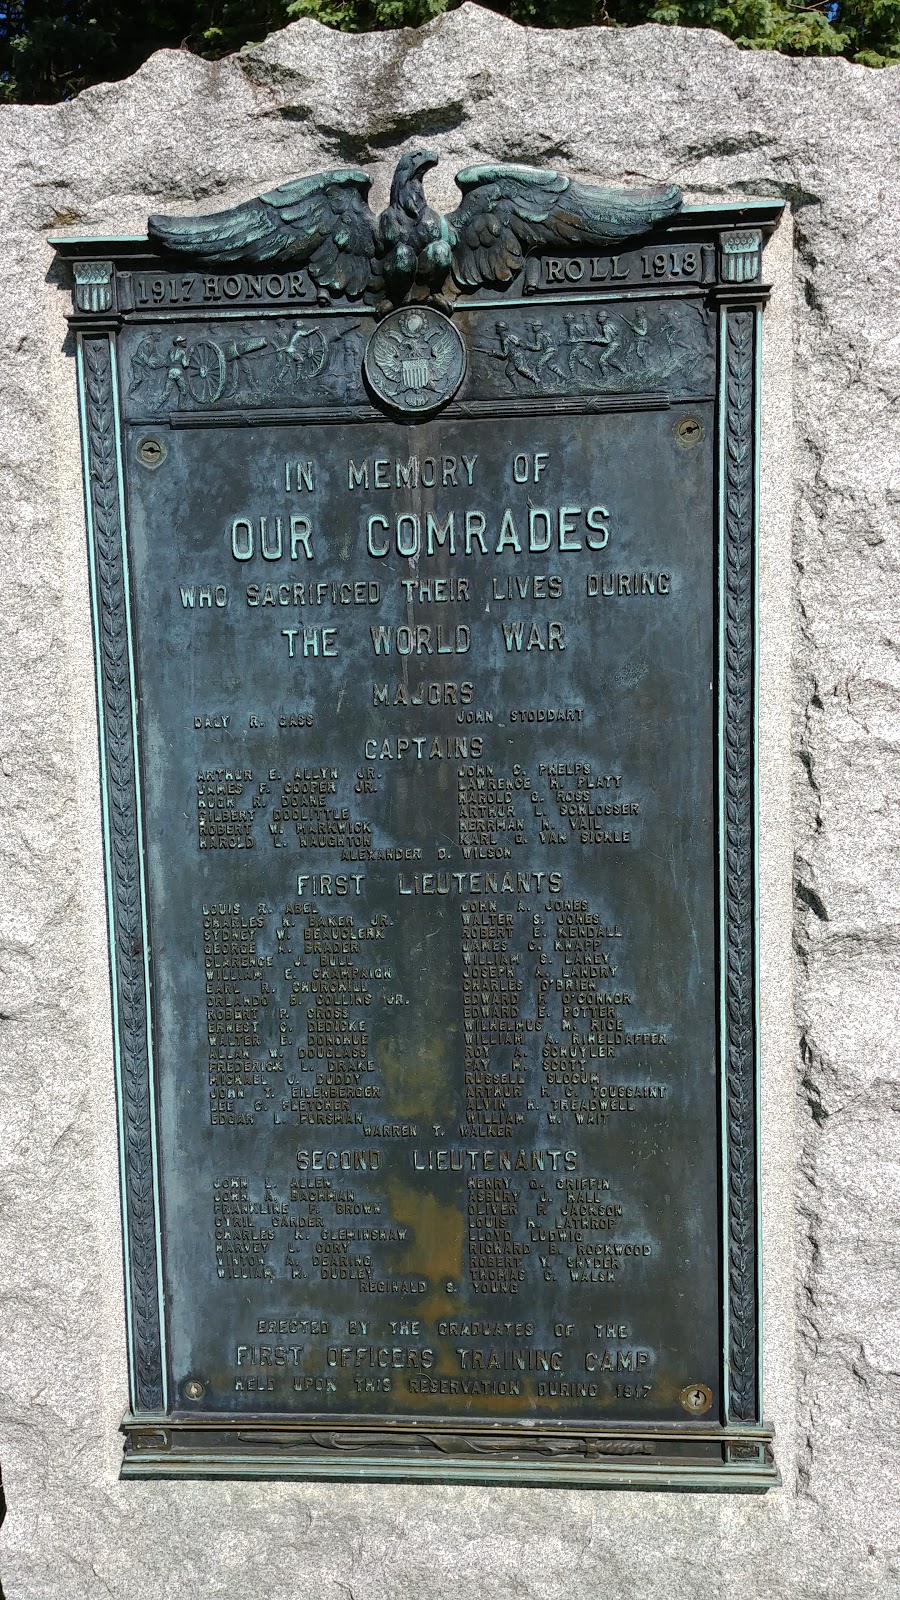 1917 HONOR ROLL 1918
IN MEMORY OF
OUR COMRADES
WHO SACRIFICED THEIR LIVES DURING
THE WORLD WAR
MAJORS
DALY R. GASS
JOHN STODDART
CAPTAINS
ARTHUR E. ALLYN JR.
JAMES F. COOPER JR.
HUGH R. DOANE
GILBERT DOOLITTLE
ROBERT W. MARKWICK
HAROLD L. NAUGHTON
JOHN C. PHELPS
LAWRENCE H. PLATT
HAROLD G. ROSS
ARTHUR L. SCHLOSSER
HERRMAN H. VAIL
KARL G. VAN SICKLE
ALEXANDER D. WILSON
FIRST LIEUTENANTS
LOUIS R. ABEL
CHARLES H. BAKER JR.
SYDNEY W. BEAUCLERK
GEORGE A. GRADER
CLARENCE J. BULL
WILLIAM E. CHAMPAIGN
EARL R. CHURCHILL
ORLANDO B. COLLINS JR.
ROBERT P. CROSS
ERNEST G. DEDICKE
WALTER E. DONOHUE
ALLAN W. DOUGLASS
FREDERICK L. DRAKE
MICHAEL J. DUDDY
JOHN Y. EILENBERGER
LEE C. FLETCHER
EDGAR L. FURSMAN
JOHN A. JONES
WALTER S. JONES
ROBERT E. KENDALL
JAMES C. KNAPP
WILLIAM S. LAHEY
JOSEPH A. LANDRY
CHARLES O'BRIEN
EDWARD F. O'CONNOR
EDWARD E. POTTER
WILHELMUS M. RICE
WILLIAM A. RIHELDAFFER
ROY A. SCHUYLER
FAY M. SCOTT
RUSSELL SLOCUM
ARTHUR F. C. TOUSSAINT
ALVIN H. TREADWELL
WILLIAM W. WAIT
WARREN T. WALKER
SECOND LIEUTENANTS
JOHN L. ALLEN
JOHN A. BACHMAN
FRANKLINE F. BROWN
CYRIL CARDER
CHARLES K. CLEMINSHAW
HARVEY L. CORY
VINTON A. DEARING
WILLIAM H. DUDLEY
HENRY Q. GRIFFIN
ASBURY J. HALL
OLIVER P. JACKSON
LOUIS H. LATHROP
LLOYD LUDWIG
RICHARD B. ROCKWOOD
ROBERT Y. SNYDER
THOMAS C. WALSH
REGINALD S. YOUNG
ERECTED BY THE GRADUATES OF THE
FIRST OFFICERS TRAINING CAMP
HELD UPON THIS RESERVATION DURING 1917